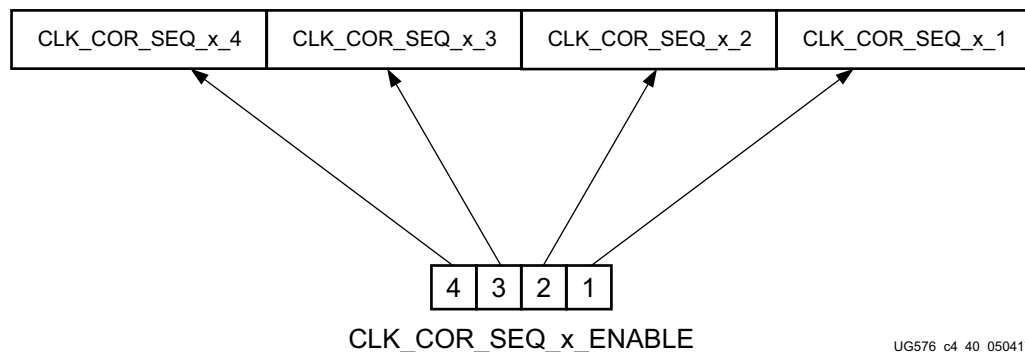 CLK_COR_SEQ_x_4 CLK_COR_SEQ_x_3 CLK_COR_SEQ_x_2 CLK_COR_SEQ_x_1
4 3 2 1
CLK_COR_SEQ_x_ENABLE
UG576_c4_40_05041